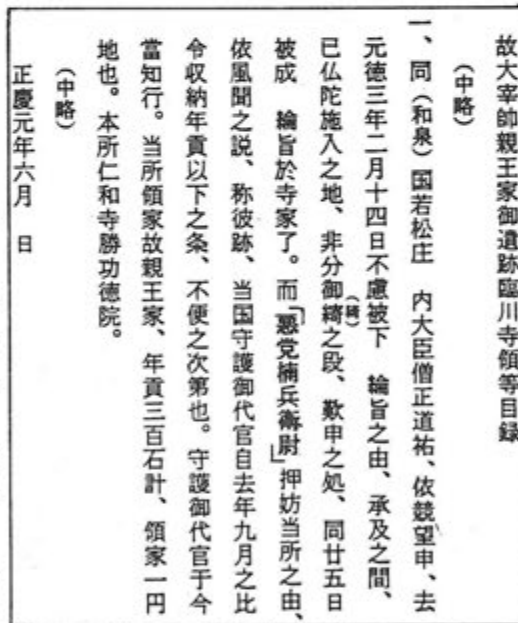 故大宰帥親王家御遺跡臨川寺領等目録
(中略)
一、同(和泉)国若松庄 内大臣僧正道祐、依競望申、去
元徳三年二月十四日不慮被下 綸旨之由、承及之間、
已仏陀施入之地、非分御綺(綺)之段、歎申之処、同廿五日
被成 綸旨於寺家了。而「悪党楠兵衛尉」押妨当所之由、
依風聞之説、称彼跡、当国守護御代官自去年九月之比
令収納年貢以下之条、不便之次第也。守護御代官于今
當知行。当所領家故親王家、年貢三百石計、領家一円
地也。本所仁和寺勝功徳院。
(中略)
正慶元年六月 日